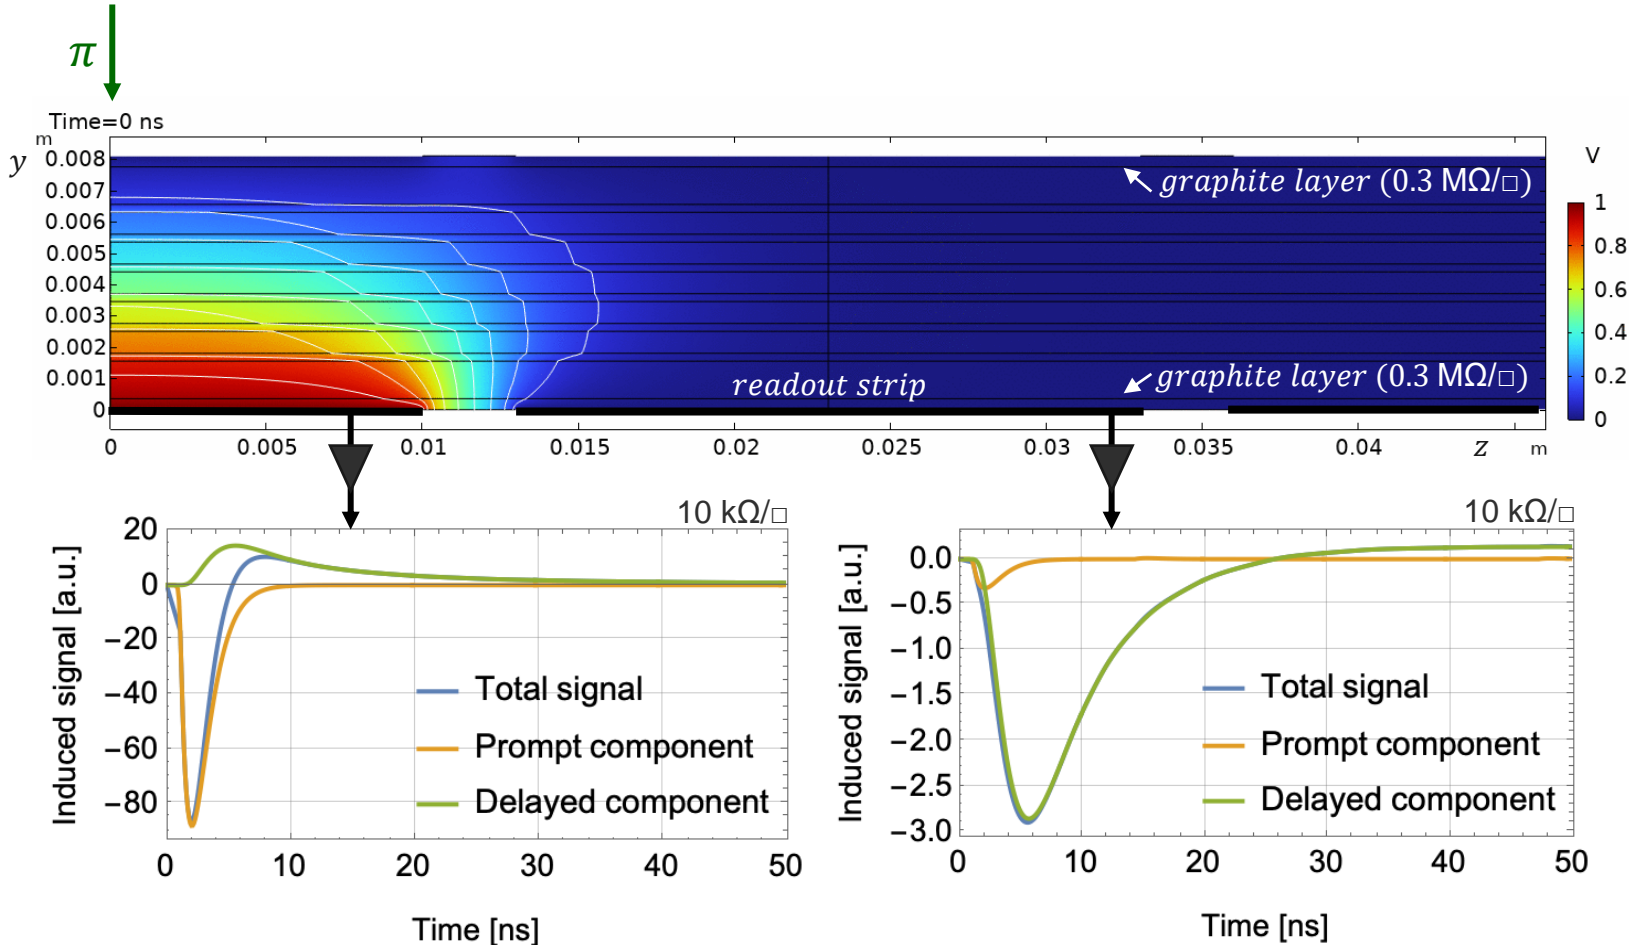 π
Time=0 ns
m
y
0.008
0.007
0.006
0.005
0.004
0.003
0.002
0.001
0
graphite layer (0.3 MΩ/□)
graphite layer (0.3 MΩ/□)
readout strip
0 0.005 0.01 0.015 0.02 0.025 0.03 0.035 0.04 z m
V
1
0.8
0.6
0.4
0.2
0
10 kΩ/□
Induced signal [a.u.]
20
0
−20
−40
−60
−80
Total signal
Prompt component
Delayed component
0 10 20 30 40 50
Time [ns]
10 kΩ/□
Induced signal [a.u.]
0.0
−0.5
−1.0
−1.5
−2.0
−2.5
−3.0
Total signal
Prompt component
Delayed component
0 10 20 30 40 50
Time [ns]